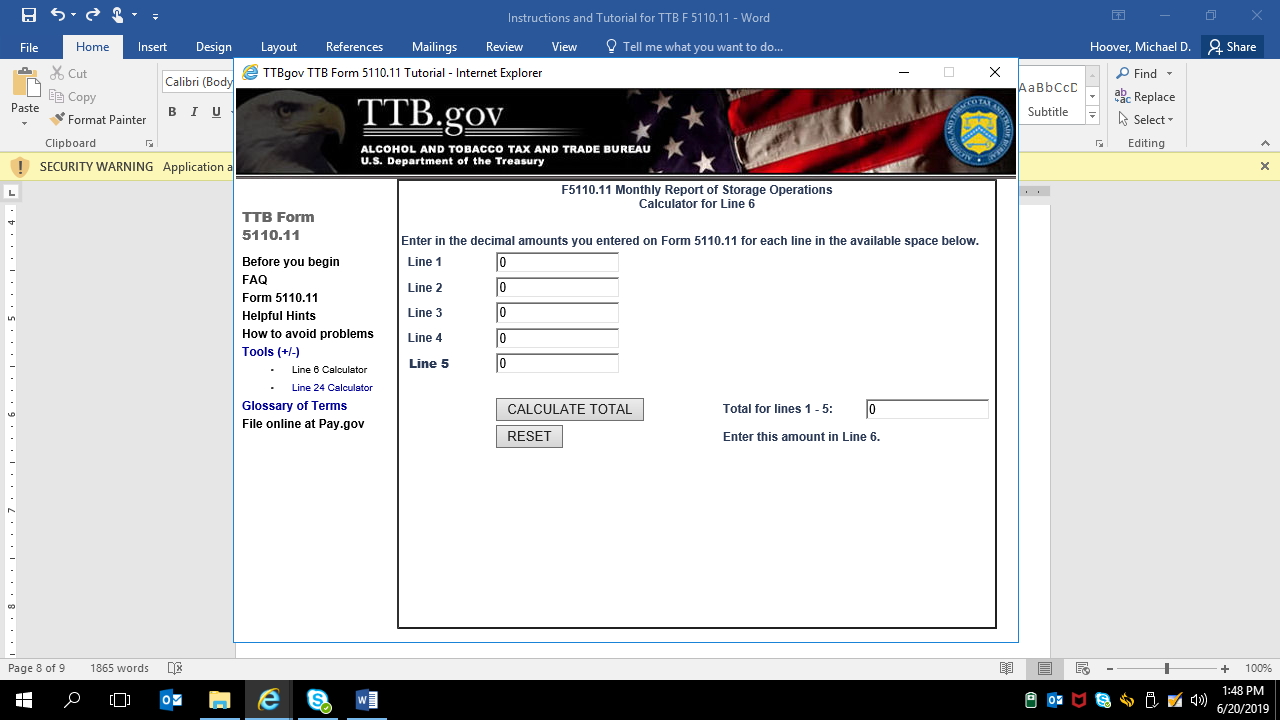 Instructions and Tutorial for TTB F 5110.11 - Word
File Home Insert Design Layout References Mailings Review View Tell me what you want to do... Hoover, Michael D. Share
Paste
Cut
Copy
Format Painter
Clipboard
Calibri (Body
B I U
AaBbCcD
Subtitle
Find
Replace
Select
Editing
SECURITY WARNING Application a
TTBgov TTB Form 5110.11 Tutorial - Internet Explorer
TTB.gov
ALCOHOL AND TOBACCO TAX AND TRADE BUREAU
U.S. Department of the Treasury
TTB Form
5110.11
Before you begin
FAQ
Form 5110.11
Helpful Hints
How to avoid problems
Tools (+/-)
- Line 6 Calculator
- Line 24 Calculator
Glossary of Terms
File online at Pay.gov
F5110.11 Monthly Report of Storage Operations
Calculator for Line 6
Enter in the decimal amounts you entered on Form 5110.11 for each line in the available space below.
Line 1 0
Line 2 0
Line 3 0
Line 4 0
Line 5 0
CALCULATE TOTAL Total for lines 1 - 5: 0
RESET Enter this amount in Line 6.
4
5
6
7
8
Page 8 of 9 1865 words 100%
1:48 PM
6/20/2019